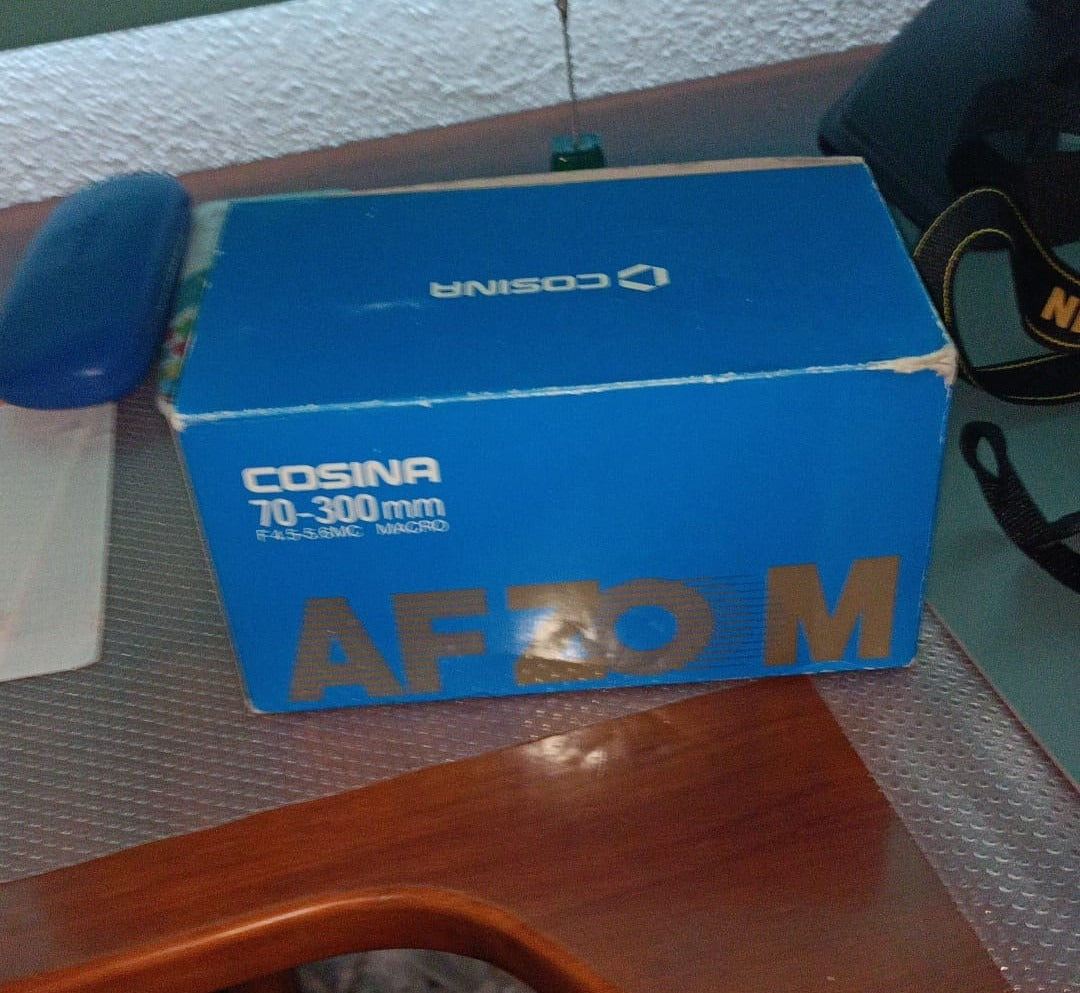 COSINA
COSINA
70-300mm
F4.5-5.6MC MACRO
AF ZOOM